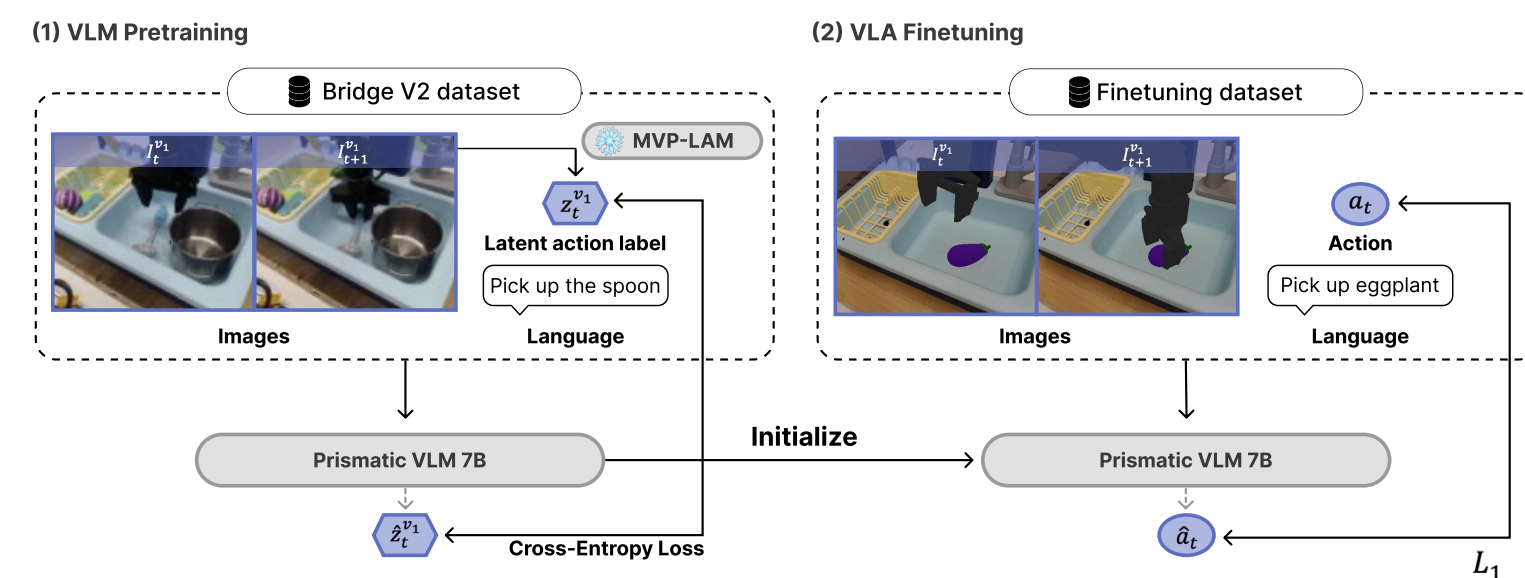 (1) VLM Pretraining
Bridge V2 dataset
MVP-LAM
I_t^{v_1}
I_{t+1}^{v_1}
z_t^{v_1}
Latent action label
Pick up the spoon
Images
Language
Prismatic VLM 7B
ẑ_t^{v_1}
Cross-Entropy Loss
Initialize
(2) VLA Finetuning
Finetuning dataset
I_t^{v_1}
I_{t+1}^{v_1}
a_t
Action
Pick up eggplant
Images
Language
Prismatic VLM 7B
â_t
L_1